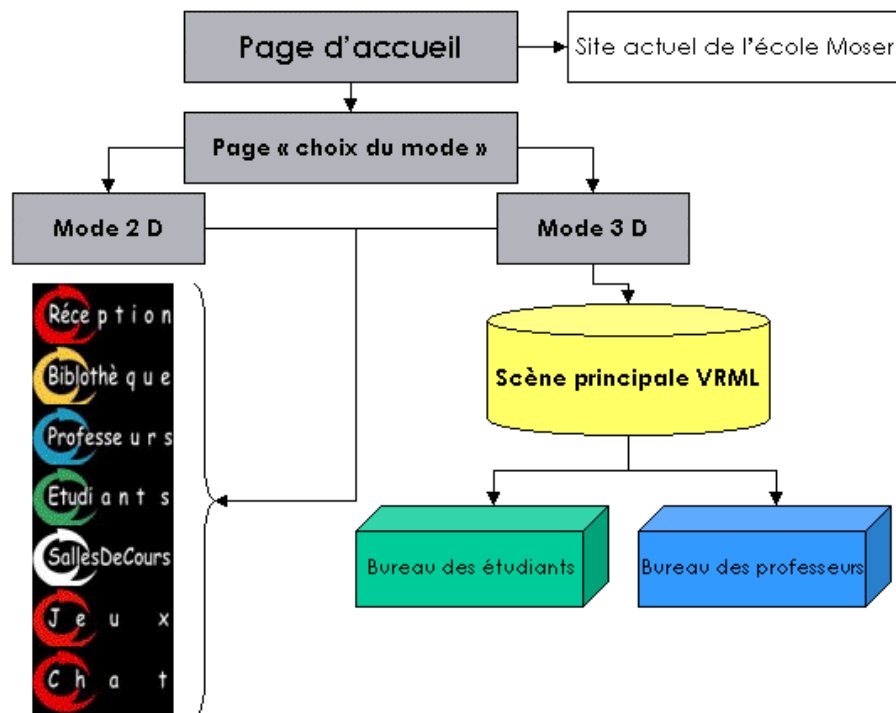 Page d'accueil
Site actuel de l'école Moser
Page « choix du mode »
Mode 2 D
Mode 3 D
Réception
Biblothèque
Professeurs
Etudiants
SallesDeCours
Jeux
Chat
Scène principale VRML
Bureau des étudiants
Bureau des professeurs